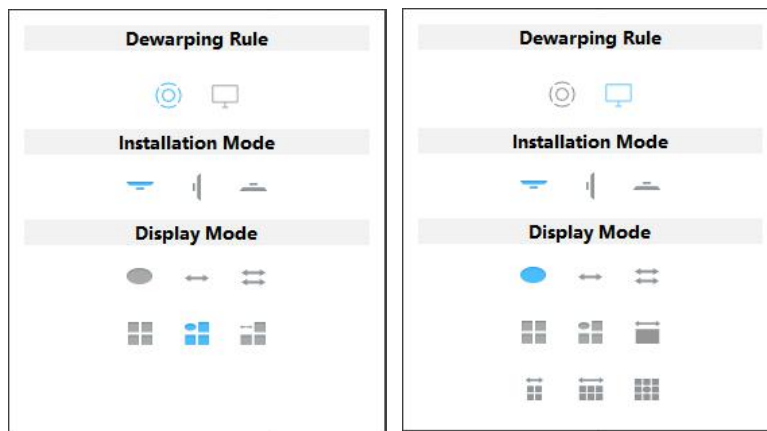 Dewarping Rule
Installation Mode
Display Mode
Dewarping Rule
Installation Mode
Display Mode